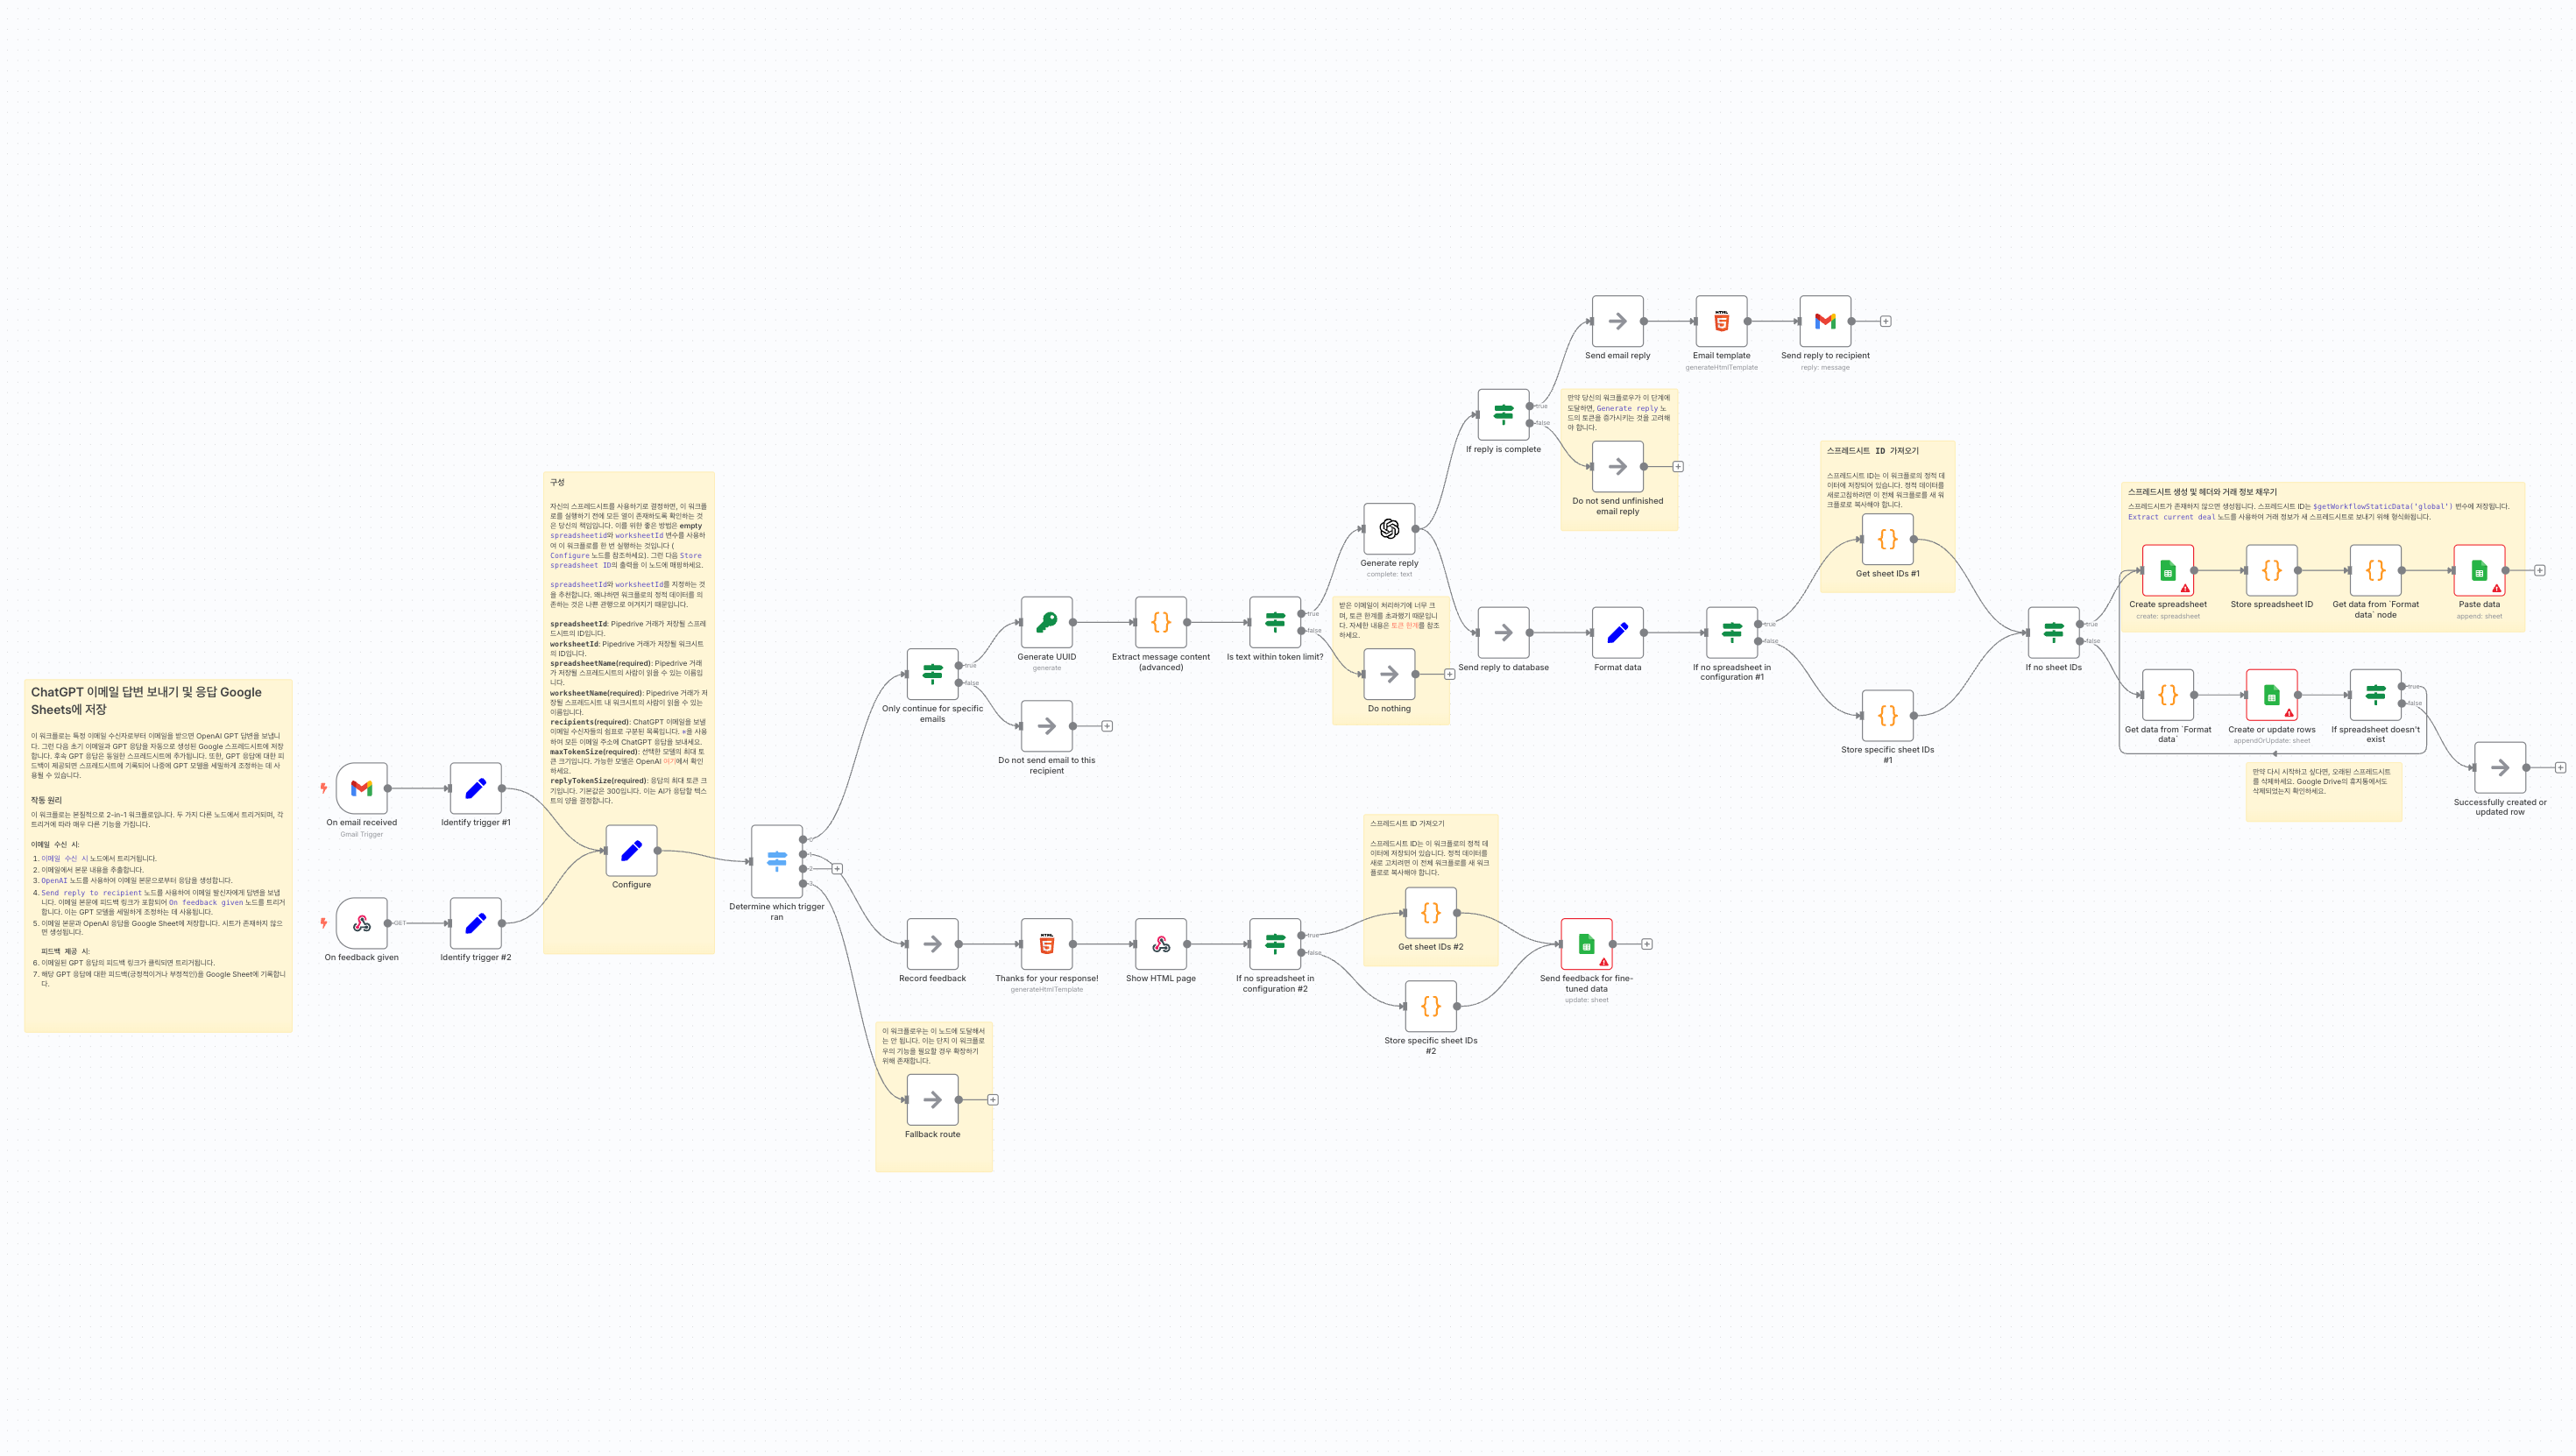 ChatGPT 이메일 답변 보내기 및 응답 Google
Sheets에 저장
이 워크플로는 특정 이메일 수신자로부터 이메일을 받으면 OpenAI GPT 답변을 보냅니
다. 그런 다음 초기 이메일과 GPT 응답을 자동으로 생성된 Google 스프레드시트에 저장
합니다. 후속 GPT 응답은 동일한 스프레드시트에 추가됩니다. 또한, GPT 응답에 대한 피
드백이 제공되면 스프레드시트에 기록되어 나중에 GPT 모델을 세밀하게 조정하는 데 사
용될 수 있습니다.
작동 원리
이 워크플로는 본질적으로 2-in-1 워크플로입니다. 두 가지 다른 노드에서 트리거되며, 각
트리거에 따라 매우 다른 기능을 가집니다.
이메일 수신 시:
1. 이메일 수신 시 노드에서 트리거됩니다.
2. 이메일에서 본문 내용을 추출합니다.
3. OpenAI 노드를 사용하여 이메일 본문으로부터 응답을 생성합니다.
4. Send reply to recipient 노드를 사용하여 이메일 발신자에게 답변을 보냅
니다. 이메일 본문에 피드백 링크가 포함되어 On feedback given 노드를 트리거
합니다. 이는 GPT 모델을 세밀하게 조정하는 데 사용됩니다.
5. 이메일 본문과 OpenAI 응답을 Google Sheet에 저장합니다. 시트가 존재하지 않으
면 생성됩니다.
피드백 제공 시:
6. 이메일된 GPT 응답의 피드백 링크가 클릭되면 트리거됩니다.
7. 해당 GPT 응답에 대한 피드백(긍정적이거나 부정적인)을 Google Sheet에 기록합니
다.
On email received
Gmail Trigger
Identify trigger #1
On feedback given
GET
Identify trigger #2
구성
자신의 스프레드시트를 사용하기로 결정하면, 이 워크플
로를 실행하기 전에 모든 열이 존재하도록 확인하는 것
은 당신의 책임입니다. 이를 위한 좋은 방법은 empty
spreadsheetid와 worksheetId 변수를 사용하
여 이 워크플로를 한 번 실행하는 것입니다 (
Configure 노드를 참조하세요). 그런 다음 Store
spreadsheet ID의 출력을 이 노드에 매핑하세요.
spreadsheetId와 worksheetId를 지정하는 것
을 추천합니다. 왜냐하면 워크플로의 정적 데이터를 의
존하는 것은 나쁜 관행으로 여겨지기 때문입니다.
spreadsheetId: Pipedrive 거래가 저장될 스프레
드시트의 ID입니다.
worksheetId: Pipedrive 거래가 저장될 워크시트
의 ID입니다.
spreadsheetName(required): Pipedrive 거래
가 저장될 스프레드시트의 사람이 읽을 수 있는 이름입
니다.
worksheetName(required): Pipedrive 거래가 저
장될 스프레드시트 내 워크시트의 사람이 읽을 수 있는
이름입니다.
recipients(required): ChatGPT 이메일을 보낼
이메일 수신자들의 쉼표로 구분된 목록입니다. *를 사용
하여 모든 이메일 주소에 ChatGPT 응답을 보내세요.
maxTokenSize(required): 선택한 모델의 최대 토
큰 크기입니다. 가능한 모델은 OpenAI 여기에서 확인
하세요.
replyTokenSize(required): 응답의 최대 토큰 크
기입니다. 기본값은 300입니다. 이는 AI가 응답할 텍스
트의 양을 결정합니다.
Configure
Determine which trigger
ran
Only continue for specific
emails
true
false
Generate UUID
generate
Do not send email to this
recipient
Extract message content
(advanced)
Is text within token limit?
true
false
받은 이메일이 처리하기에 너무 크
며, 토큰 한계를 초과했기 때문입니
다. 자세한 내용은 토큰 한계를 참조
하세요.
Do nothing
Generate reply
complete: text
If reply is complete
true
false
Send email reply
Email template
generateHtmlTemplate
Send reply to recipient
reply: message
만약 당신의 워크플로우가 이 단계에
도달하면, Generate reply 노
드의 토큰을 증가시키는 것을 고려해
야 합니다.
Do not send unfinished
email reply
Send reply to database
Format data
If no spreadsheet in
configuration #1
true
false
스프레드시트 ID 가져오기
스프레드시트 ID는 이 워크플로의 정적 데
이터에 저장되어 있습니다. 정적 데이터를
새로고침하려면 이 전체 워크플로를 새 워
크플로로 복사해야 합니다.
Get sheet IDs #1
Store specific sheet IDs
#1
If no sheet IDs
true
false
스프레드시트 생성 및 헤더와 거래 정보 채우기
스프레드시트가 존재하지 않으면 생성됩니다. 스프레드시트 ID는 $getWorkflowStaticData('global') 변수에 저장됩니다.
Extract current deal 노드를 사용하여 거래 정보가 새 스프레드시트로 보내기 위해 형식화됩니다.
Create spreadsheet
create: spreadsheet
Store spreadsheet ID
Get data from `Format
data` node
Paste data
append: sheet
Get data from `Format
data`
Create or update rows
appendOrUpdate: sheet
If spreadsheet doesn't
exist
true
false
만약 다시 시작하고 싶다면, 오래된 스프레드시트
를 삭제하세요. Google Drive의 휴지통에서도
삭제되었는지 확인하세요.
Successfully created or
updated row
Record feedback
Thanks for your response!
generateHtmlTemplate
Show HTML page
If no spreadsheet in
configuration #2
true
false
스프레드시트 ID 가져오기
스프레드시트 ID는 이 워크플로의 정적 데
이터에 저장되어 있습니다. 정적 데이터를
새로 고치려면 이 전체 워크플로를 새 워크
플로로 복사해야 합니다.
Get sheet IDs #2
Store specific sheet IDs
#2
Send feedback for fine-
tuned data
update: sheet
이 워크플로우는 이 노드에 도달해서
는 안 됩니다. 이는 단지 이 워크플로
우의 기능을 필요할 경우 확장하기
위해 존재합니다.
Fallback route